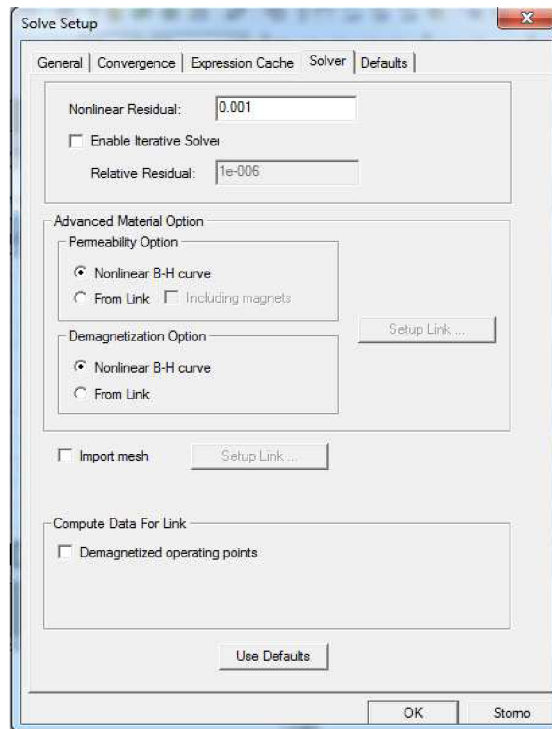 Solve Setup
General Convergence Expression Cache Solver Defaults
Nonlinear Residual: 0.001
Enable Iterative Solver
Relative Residual: 1e-006
Advanced Material Option
Permeability Option
Nonlinear B-H curve
From Link Including magnets
Setup Link ...
Demagnetization Option
Nonlinear B-H curve
From Link
Import mesh Setup Link ...
Compute Data For Link
Demagnetized operating points
Use Defaults
OK Storno